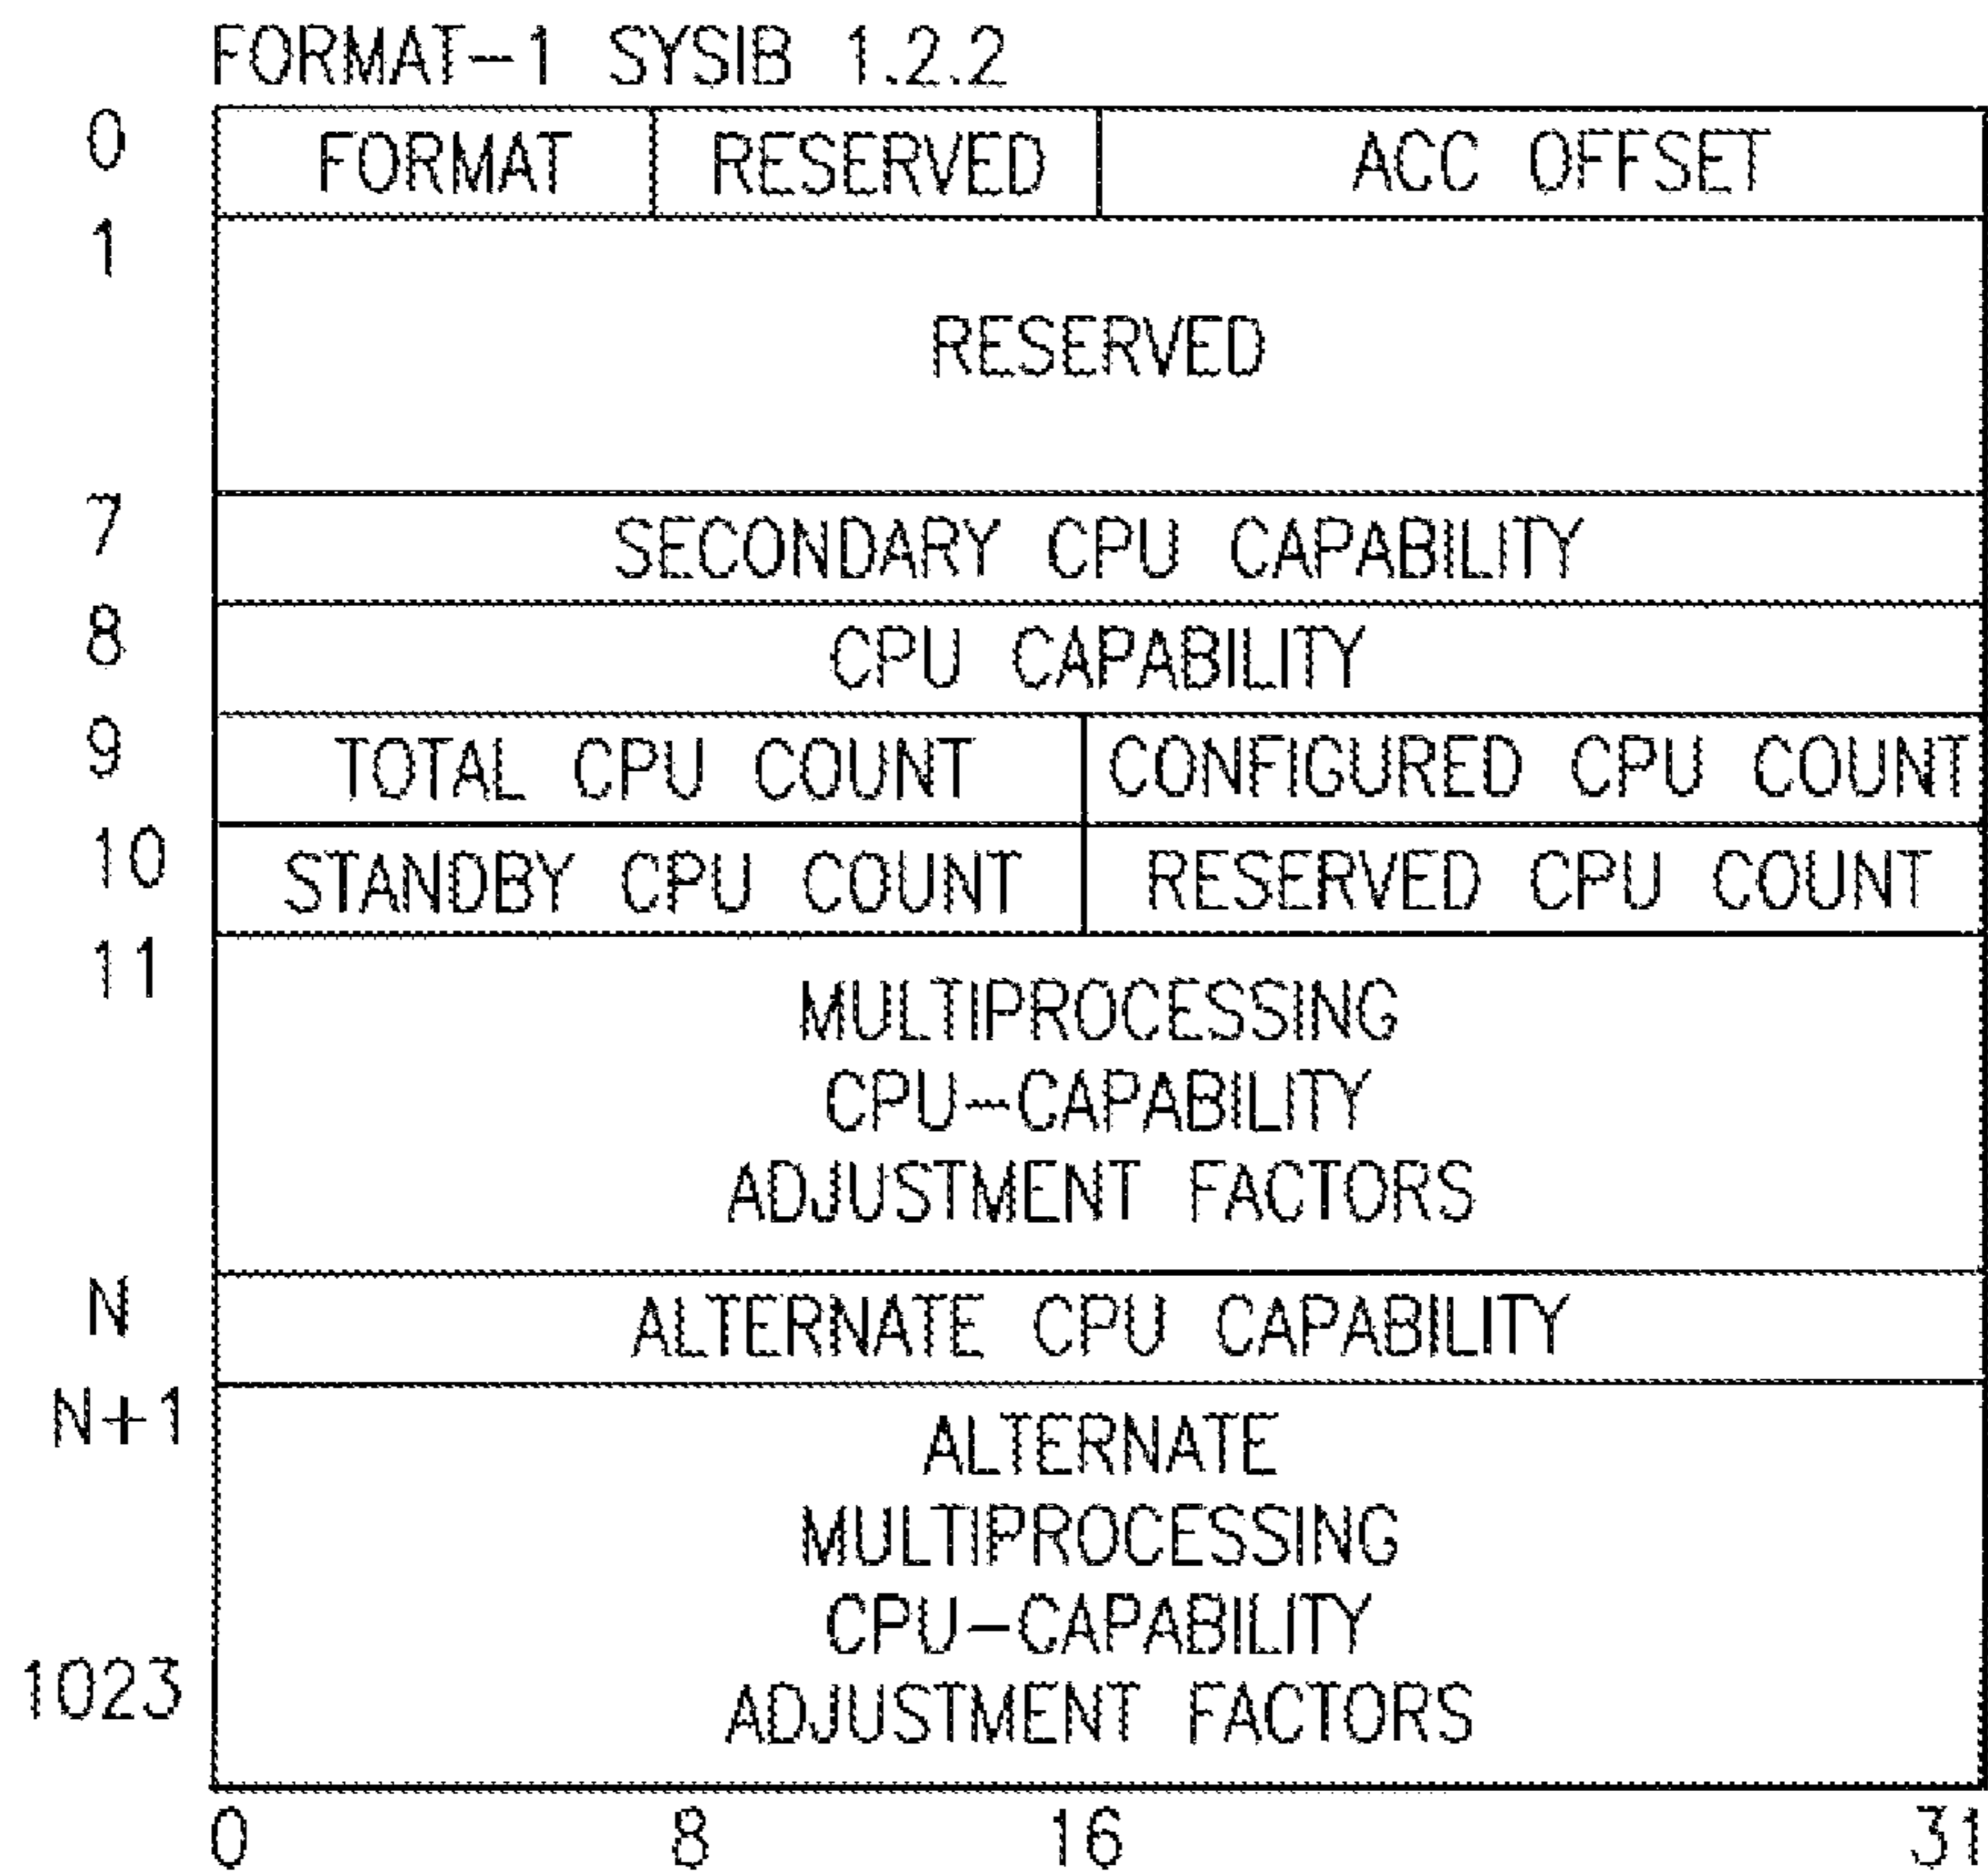 FORMAT-1 SYSIB 1.2.2
0 FORMAT RESERVED ACC OFFSET
1
RESERVED
7 SECONDARY CPU CAPABILITY
8 CPU CAPABILITY
9 TOTAL CPU COUNT CONFIGURED CPU COUNT
10 STANDBY CPU COUNT RESERVED CPU COUNT
11 MULTIPROCESSING
CPU-CAPABILITY
ADJUSTMENT FACTORS
N ALTERNATE CPU CAPABILITY
N+1 ALTERNATE
MULTIPROCESSING
CPU-CAPABILITY
1023 ADJUSTMENT FACTORS
0 8 16 31